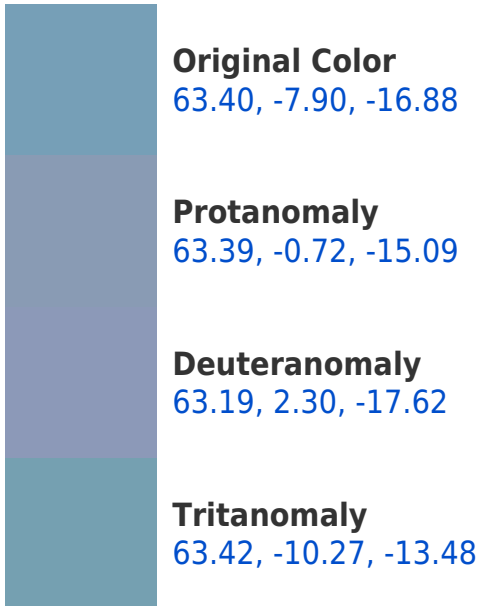 Original Color
63.40, -7.90, -16.88
Protanomaly
63.39, -0.72, -15.09
Deuteranomaly
63.19, 2.30, -17.62
Tritanomaly
63.42, -10.27, -13.48